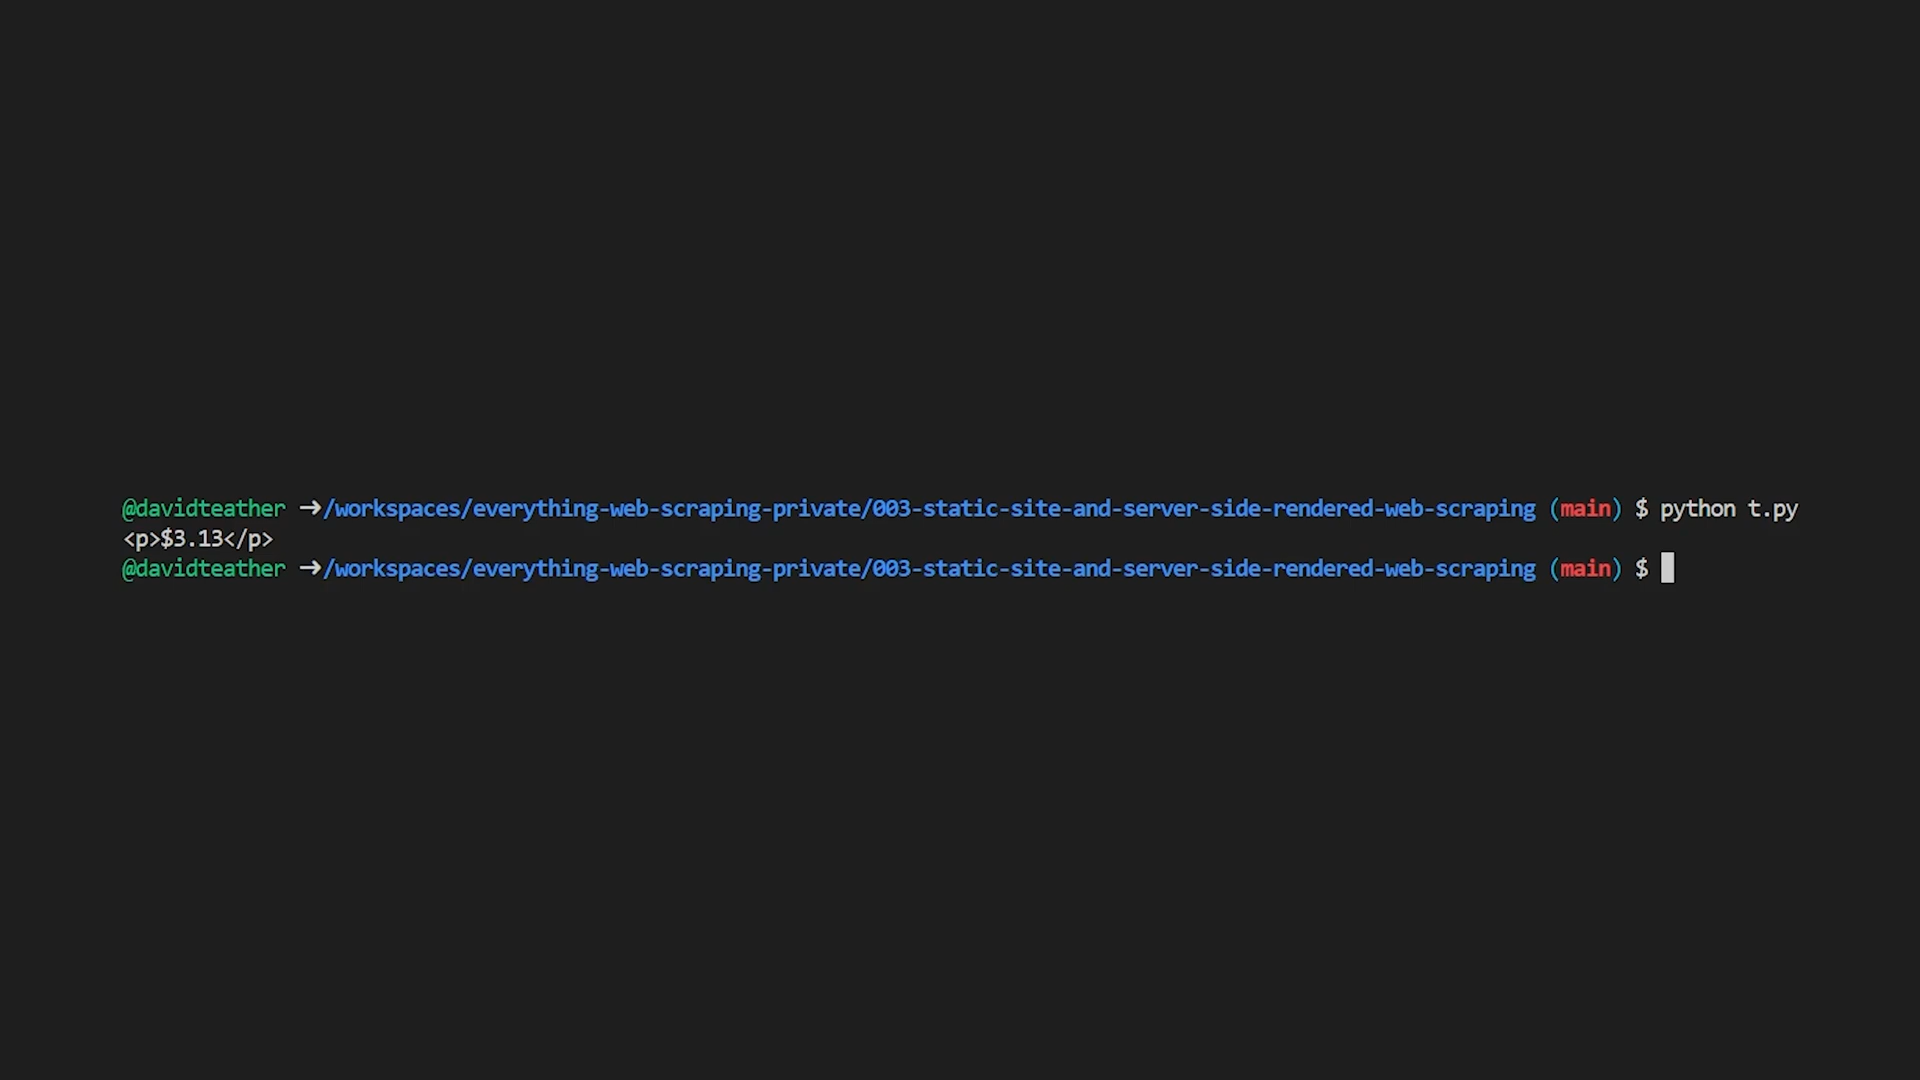 @davidteather ➜/workspaces/everything-web-scraping-private/003-static-site-and-server-side-rendered-web-scraping (main) $ python t.py
<p>$3.13</p>
@davidteather ➜/workspaces/everything-web-scraping-private/003-static-site-and-server-side-rendered-web-scraping (main) $